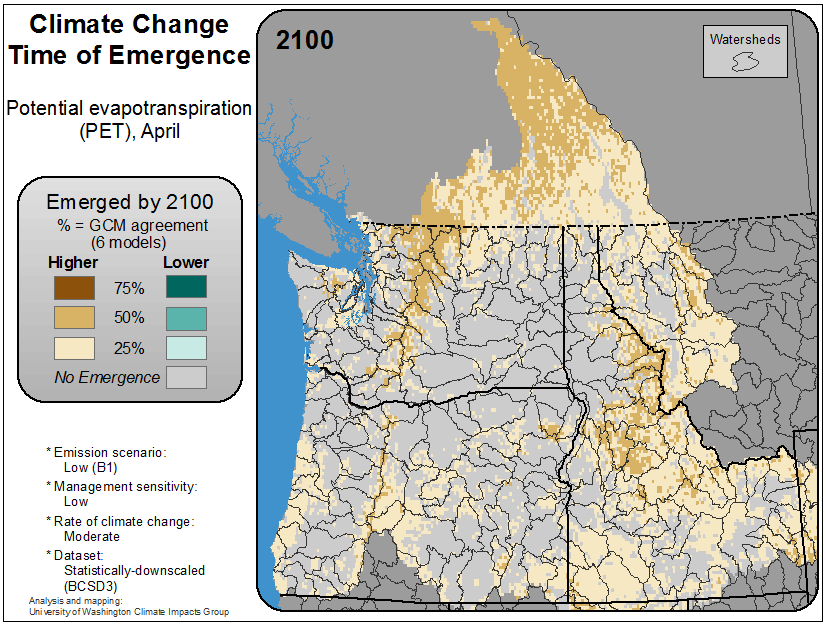 Climate Change
Time of Emergence
Potential evapotranspiration
(PET), April
Emerged by 2100
% = GCM agreement
(6 models)
Higher Lower
75%
50%
25%
No Emergence
* Emission scenario:
Low (B1)
* Management sensitivity:
Low
* Rate of climate change:
Moderate
* Dataset:
Statistically-downscaled
(BCSD3)
Analysis and mapping:
University of Washington Climate Impacts Group
2100
Watersheds